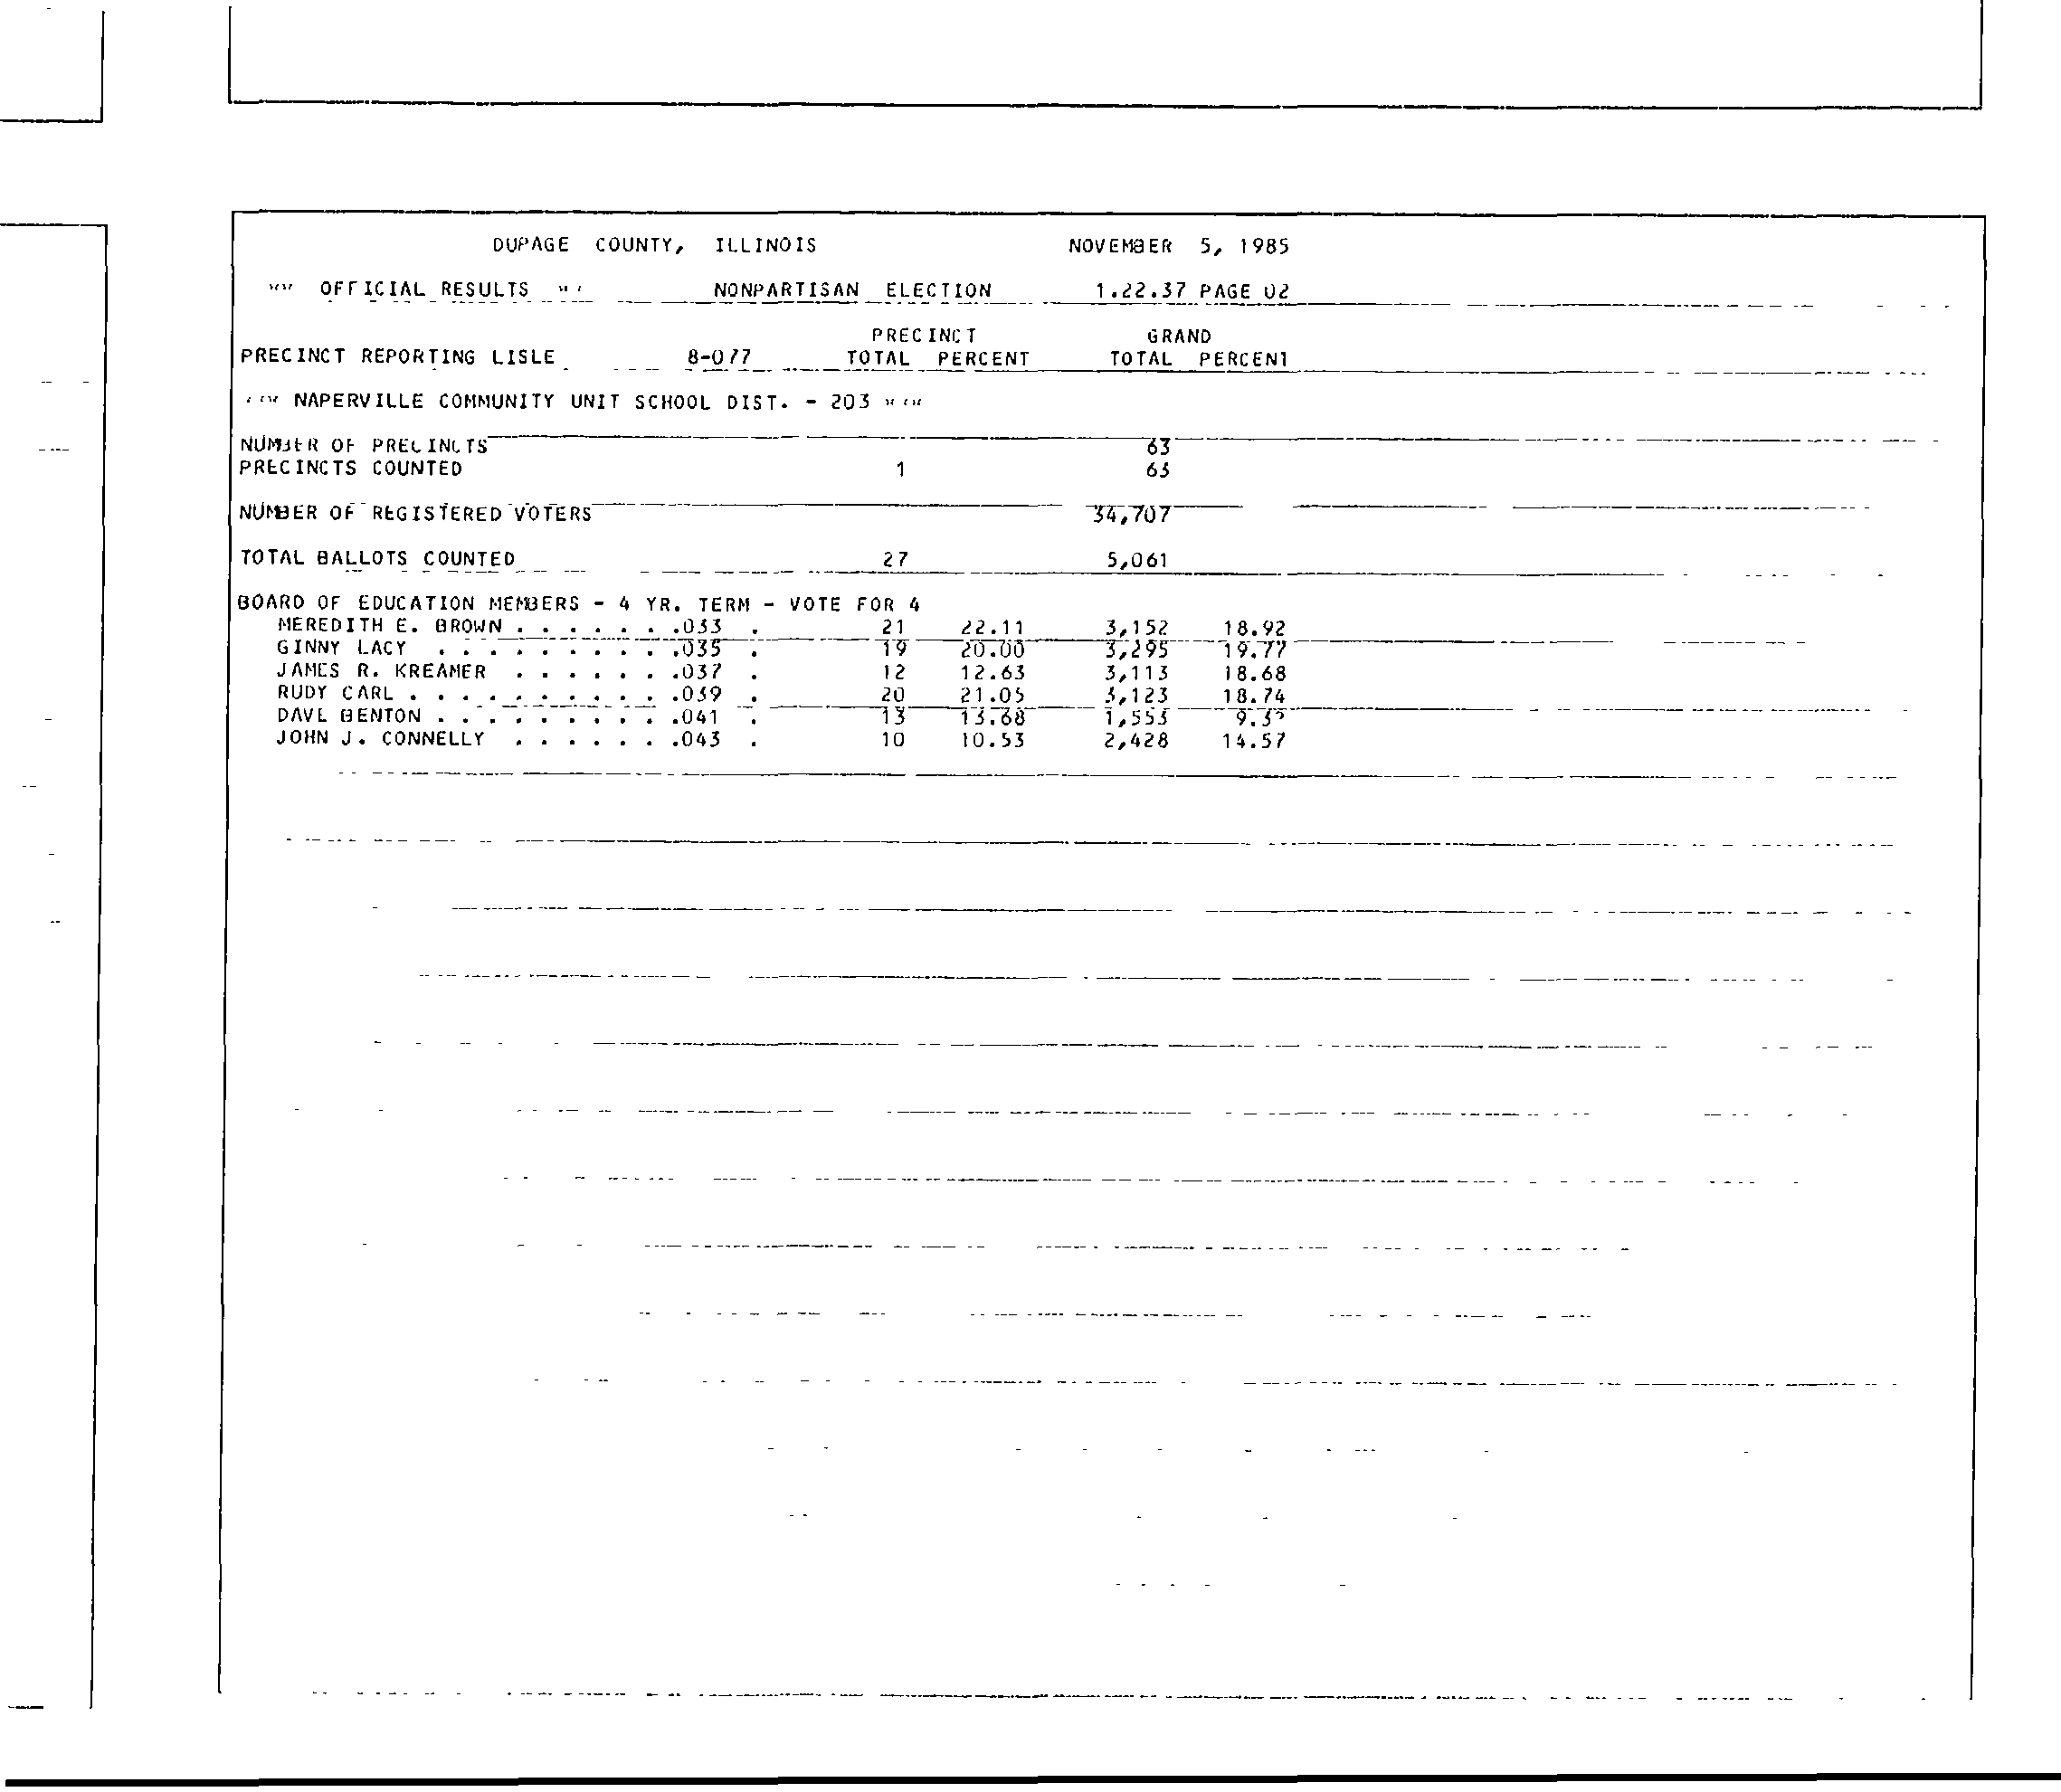 DUPAGE COUNTY, ILLINOIS NOVEMBER 5, 1985
OFFICIAL RESULTS NONPARTISAN ELECTION 1.22.37 PAGE 02
PRECINCT GRAND
PRECINCT REPORTING LISLE 8-077 TOTAL PERCENT TOTAL PERCENT
NAPERVILLE COMMUNITY UNIT SCHOOL DIST. - 203
NUMBER OF PRECINCTS 63
PRECINCTS COUNTED 1 63
NUMBER OF REGISTERED VOTERS 34,707
TOTAL BALLOTS COUNTED 27 5,061
BOARD OF EDUCATION MEMBERS - 4 YR. TERM - VOTE FOR 4
MEREDITH E. BROWN . . . . . . .033 . 21 22.11 3,152 18.92
GINNY LACY . . . . . . . . . .035 . 19 20.00 3,295 19.77
JAMES R. KREAMER . . . . . . .037 . 12 12.63 3,113 18.68
RUDY CARL . . . . . . . . . . .039 . 20 21.05 3,123 18.74
DAVE BENTON . . . . . . . . . .041 . 13 13.68 1,553
JOHN J. CONNELLY . . . . . . .043 . 10 10.53 2,428 14.57